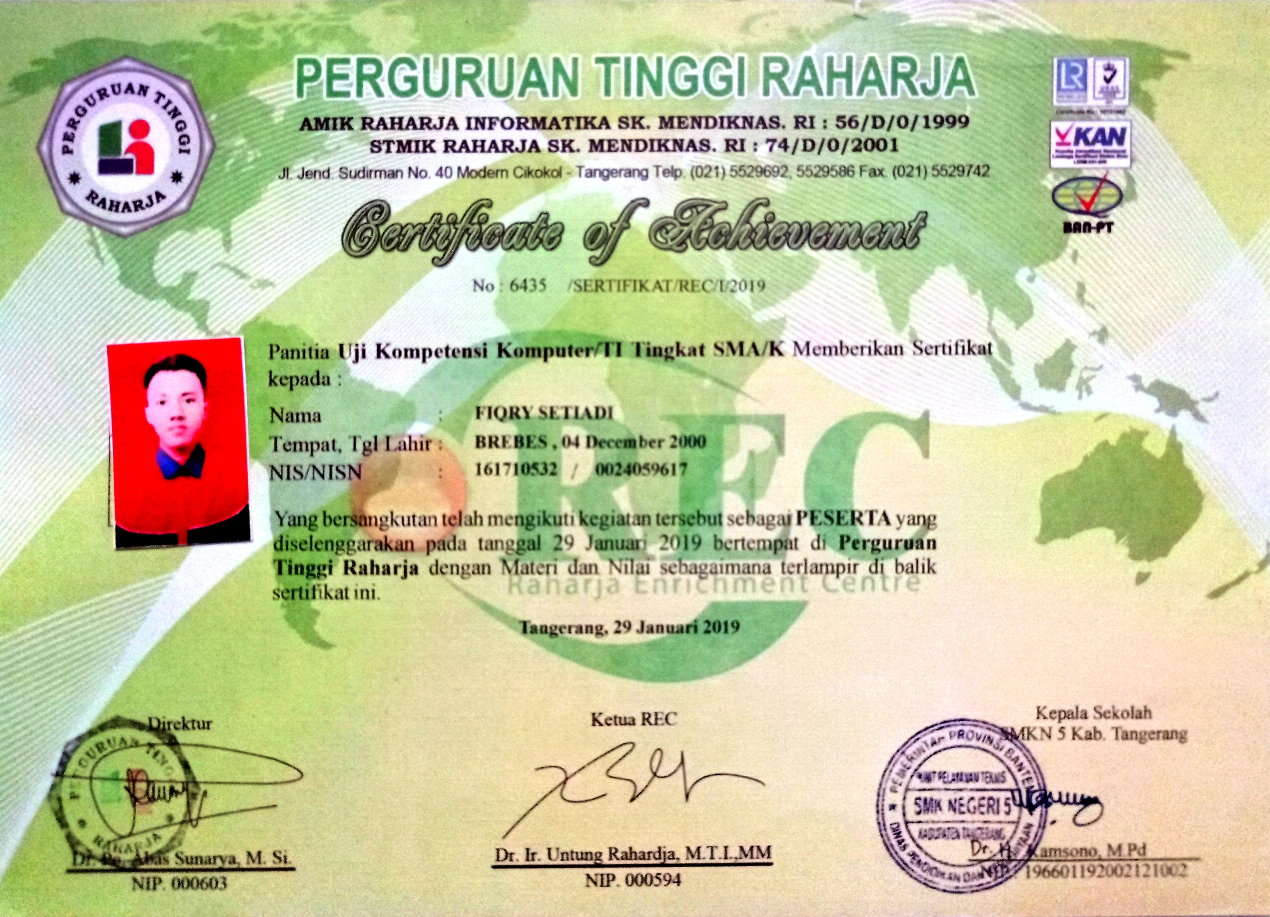 PERGURUAN TINGGI RAHARJA
AMIK RAHARJA INFORMATIKA SK. MENDIKNAS. RI : 56/D/0/1999
STMIK RAHARJA SK. MENDIKNAS. RI : 74/D/0/2001
Jl. Jend. Sudirman No. 40 Modern Cikokol - Tangerang Telp. (021) 5529692, 5529586 Fax. (021) 5529742
PERGURUAN TINGGI
RAHARJA
LR
KAN
BAN-PT
Certificate of Achievement
No : 6435 /SERTIFIKAT/REC/I/2019
Panitia Uji Kompetensi Komputer/TI Tingkat SMA/K Memberikan Sertifikat
kepada :
Nama : FIQRY SETIADI
Tempat, Tgl Lahir : BREBES , 04 December 2000
NIS/NISN : 161710532 / 0024059617
REC
Raharja Enrichment Centre
Yang bersangkutan telah mengikuti kegiatan tersebut sebagai PESERTA yang
diselenggarakan pada tanggal 29 Januari 2019 bertempat di Perguruan
Tinggi Raharja dengan Materi dan Nilai sebagaimana terlampir di balik
sertifikat ini.
Tangerang, 29 Januari 2019
Direktur
PERGURUAN TINGGI
RAHARJA
Dr. Abas Sunarya, M. Si.
NIP. 000603
Ketua REC
Dr. Ir. Untung Rahardja, M.T.I.,MM
NIP. 000594
Kepala Sekolah
SMKN 5 Kab. Tangerang
PEMERINTAH PROVINSI BANTEN
UNIT PELAYANAN TEKNIS
SMK NEGERI 5
KABUPATEN TANGERANG
DINAS PENDIDIKAN DAN
Dr. H. Kamsono, M.Pd
NIP. 196601192002121002